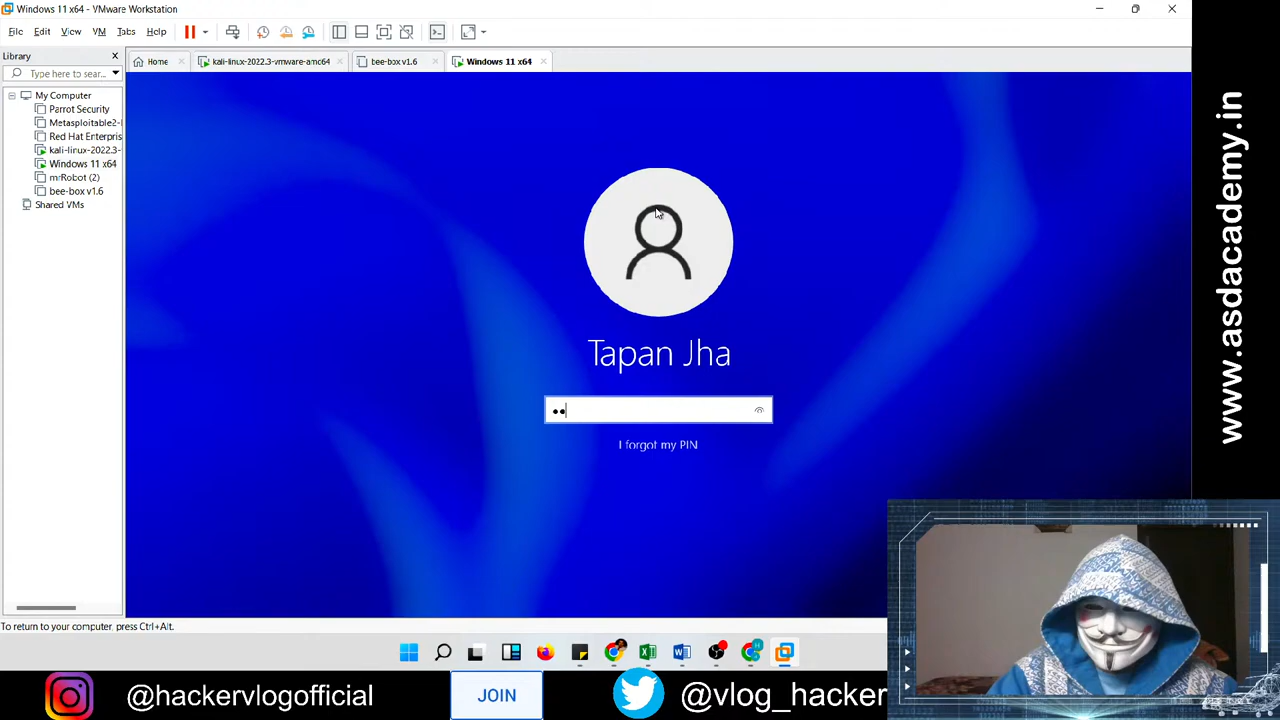 Windows 11 x64 - VMware Workstation
File Edit View VM Tabs Help
Library
Type here to sear...
Home
kali-linux-2022.3-vmware-amd64
bee-box v1.6
Windows 11 x64
My Computer
Parrot Security
Metasploitable2-
Red Hat Enterpris
kali-linux-2022.3-
Windows 11 x64
mrRobot (2)
bee-box v1.6
Shared VMs
Tapan Jha
I forgot my PIN
To return to your computer, press Ctrl+Alt.
@hackervlogofficial
JOIN
@vlog_hacker
www.asdacademy.in